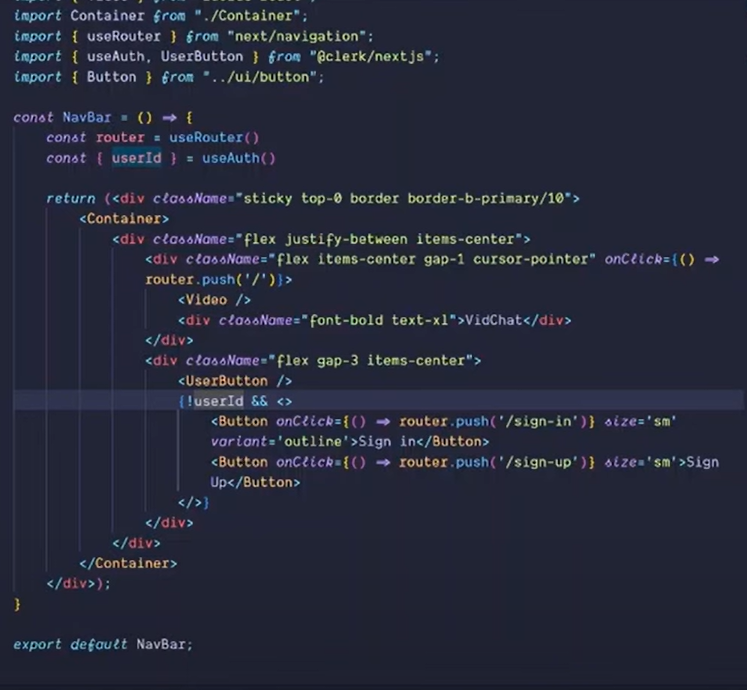 import Container from "./Container";
import { useRouter } from "next/navigation";
import { useAuth, UserButton } from "@clerk/nextjs";
import { Button } from "../ui/button";
const NavBar = () => {
const router = useRouter()
const { userId } = useAuth()
return (<div className="sticky top-0 border border-b-primary/10">
<Container>
<div className="flex justify-between items-center">
<div className="flex items-center gap-1 cursor-pointer" onClick={() =>
router.push('/')}>
<Video />
<div className="font-bold text-xl">VidChat</div>
</div>
<div className="flex gap-3 items-center">
<UserButton />
{!userId && <>
<Button onClick={() => router.push('/sign-in')} size='sm'
variant='outline'>Sign in</Button>
<Button onClick={() => router.push('/sign-up')} size='sm'>Sign
Up</Button>
</>}
</div>
</div>
</Container>
</div>);
}
export default NavBar;